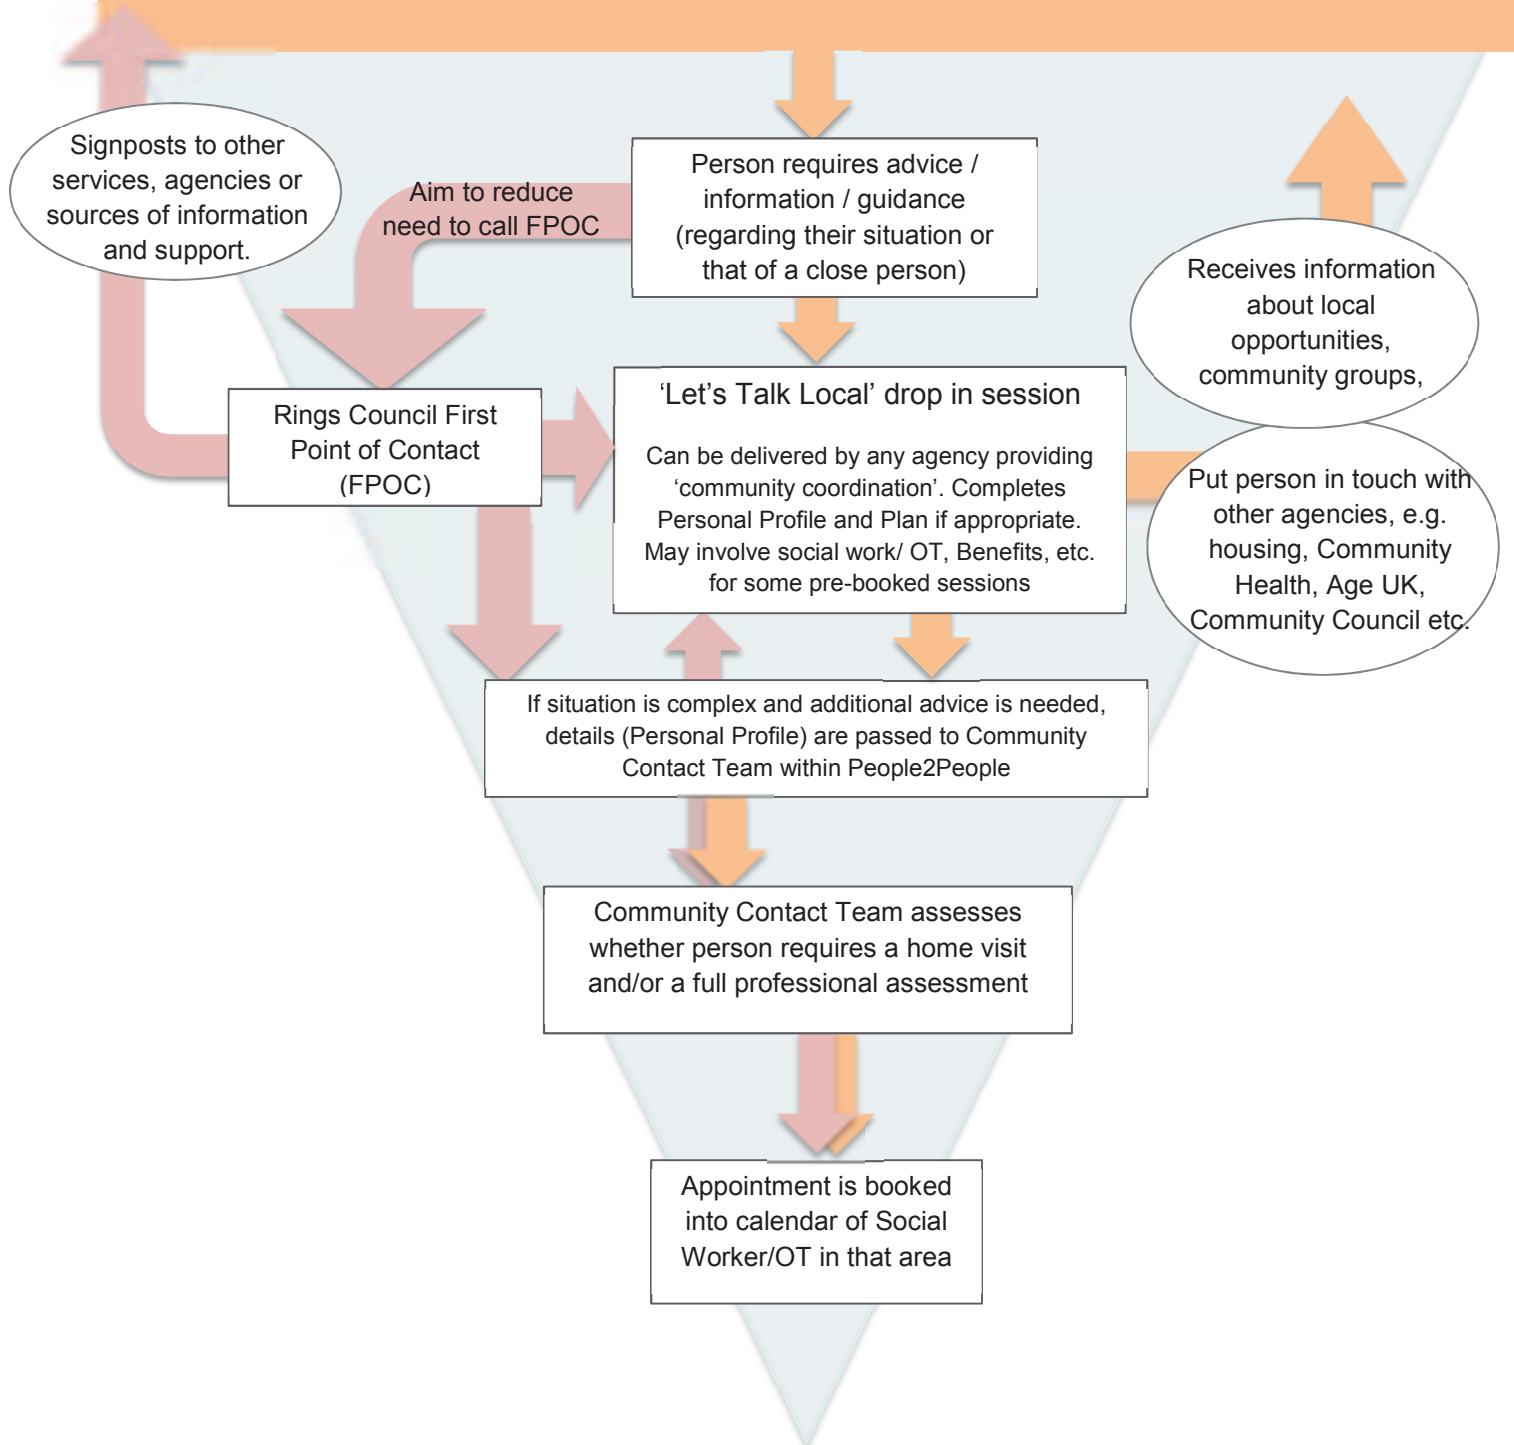 Signposts to other
services, agencies or
sources of information
and support.
Aim to reduce
need to call FPOC
Person requires advice /
information / guidance
(regarding their situation or
that of a close person)
Receives information
about local
opportunities,
community groups,
Rings Council First
Point of Contact
(FPOC)
‘Let’s Talk Local’ drop in session
Can be delivered by any agency providing
‘community coordination’. Completes
Personal Profile and Plan if appropriate.
May involve social work/ OT, Benefits, etc.
for some pre-booked sessions
Put person in touch with
other agencies, e.g.
housing, Community
Health, Age UK,
Community Council etc.
If situation is complex and additional advice is needed,
details (Personal Profile) are passed to Community
Contact Team within People2People
Community Contact Team assesses
whether person requires a home visit
and/or a full professional assessment
Appointment is booked
into calendar of Social
Worker/OT in that area